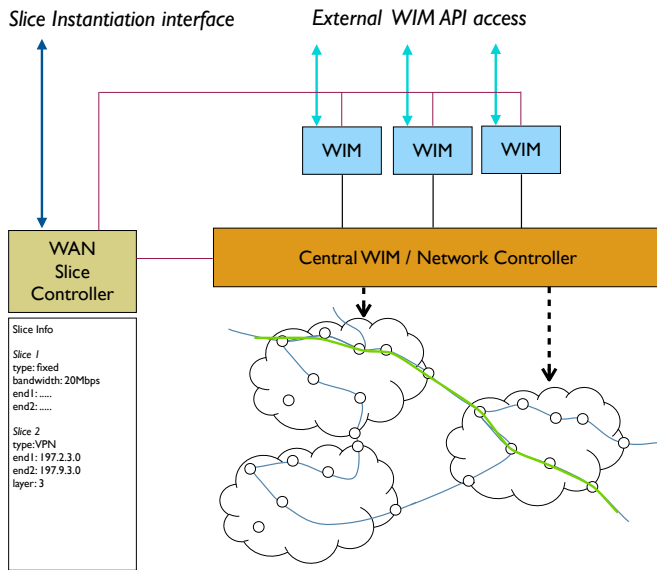 Slice Instantiation interface
External WIM API access
WIM
WIM
WIM
WAN
Slice
Controller
Central WIM / Network Controller
Slice Info
Slice 1
type: fixed
bandwidth: 20Mbps
end1: .....
end2: .....
Slice 2
type:VPN
end1: 197.2.3.0
end2: 197.9.3.0
layer: 3